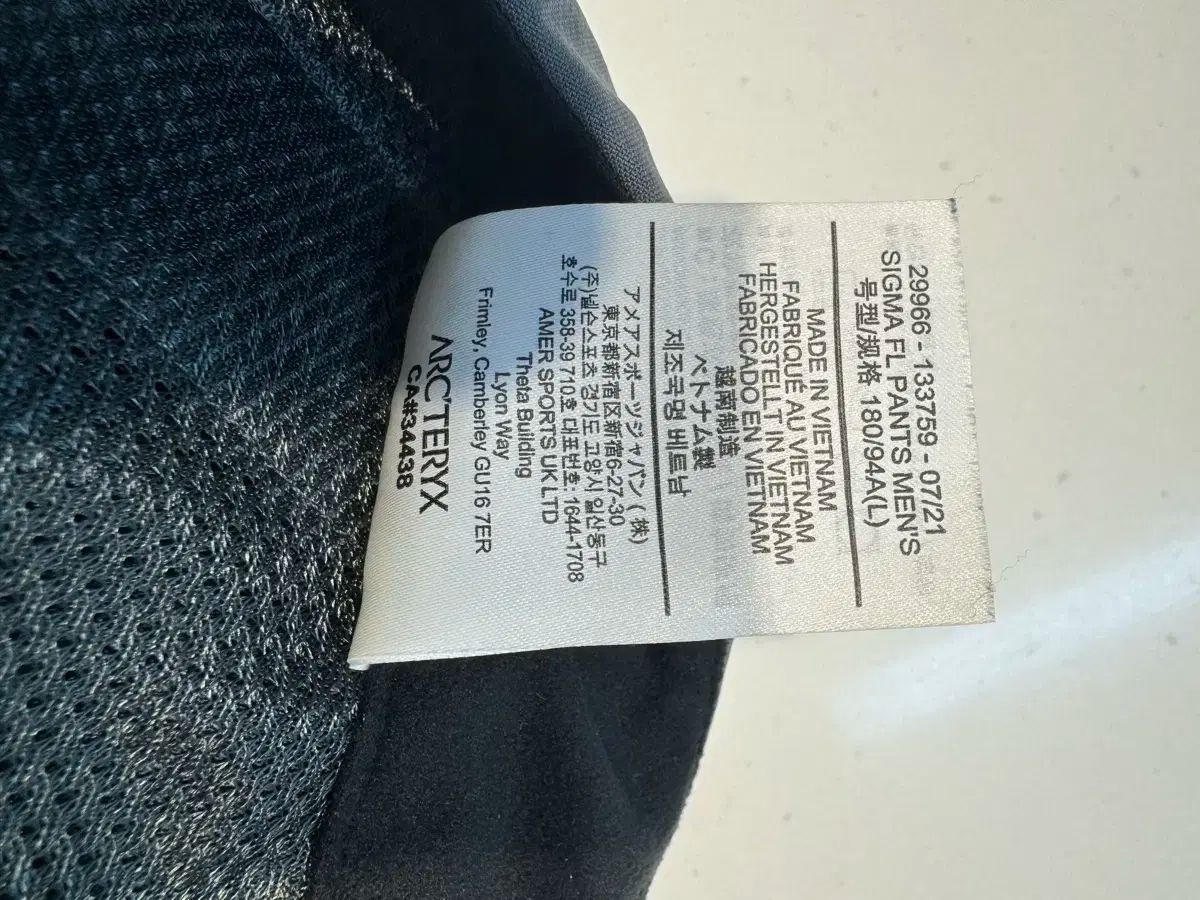 ARC'TERYX
CA#34438
Frimley, Camberley GU16 7ER
Lyon Way
Theta Building
AMER SPORTS UK LTD
호수로 358-39 710호 대표번호: 1644-1708
(주)넬슨스포츠 경기도 고양시 일산동구
東京都新宿区新宿6-27-30
アメアスポーツジャパン ( 株)
제조국명 베트남
ベトナム製
越南制造
FABRICADO EN VIETNAM
HERGESTELLT IN VIETNAM
FABRIQUÉ AU VIETNAM
MADE IN VIETNAM
号型/规格 180/94A(L)
SIGMA FL PANTS MEN'S
29966 - 133759 - 07/21